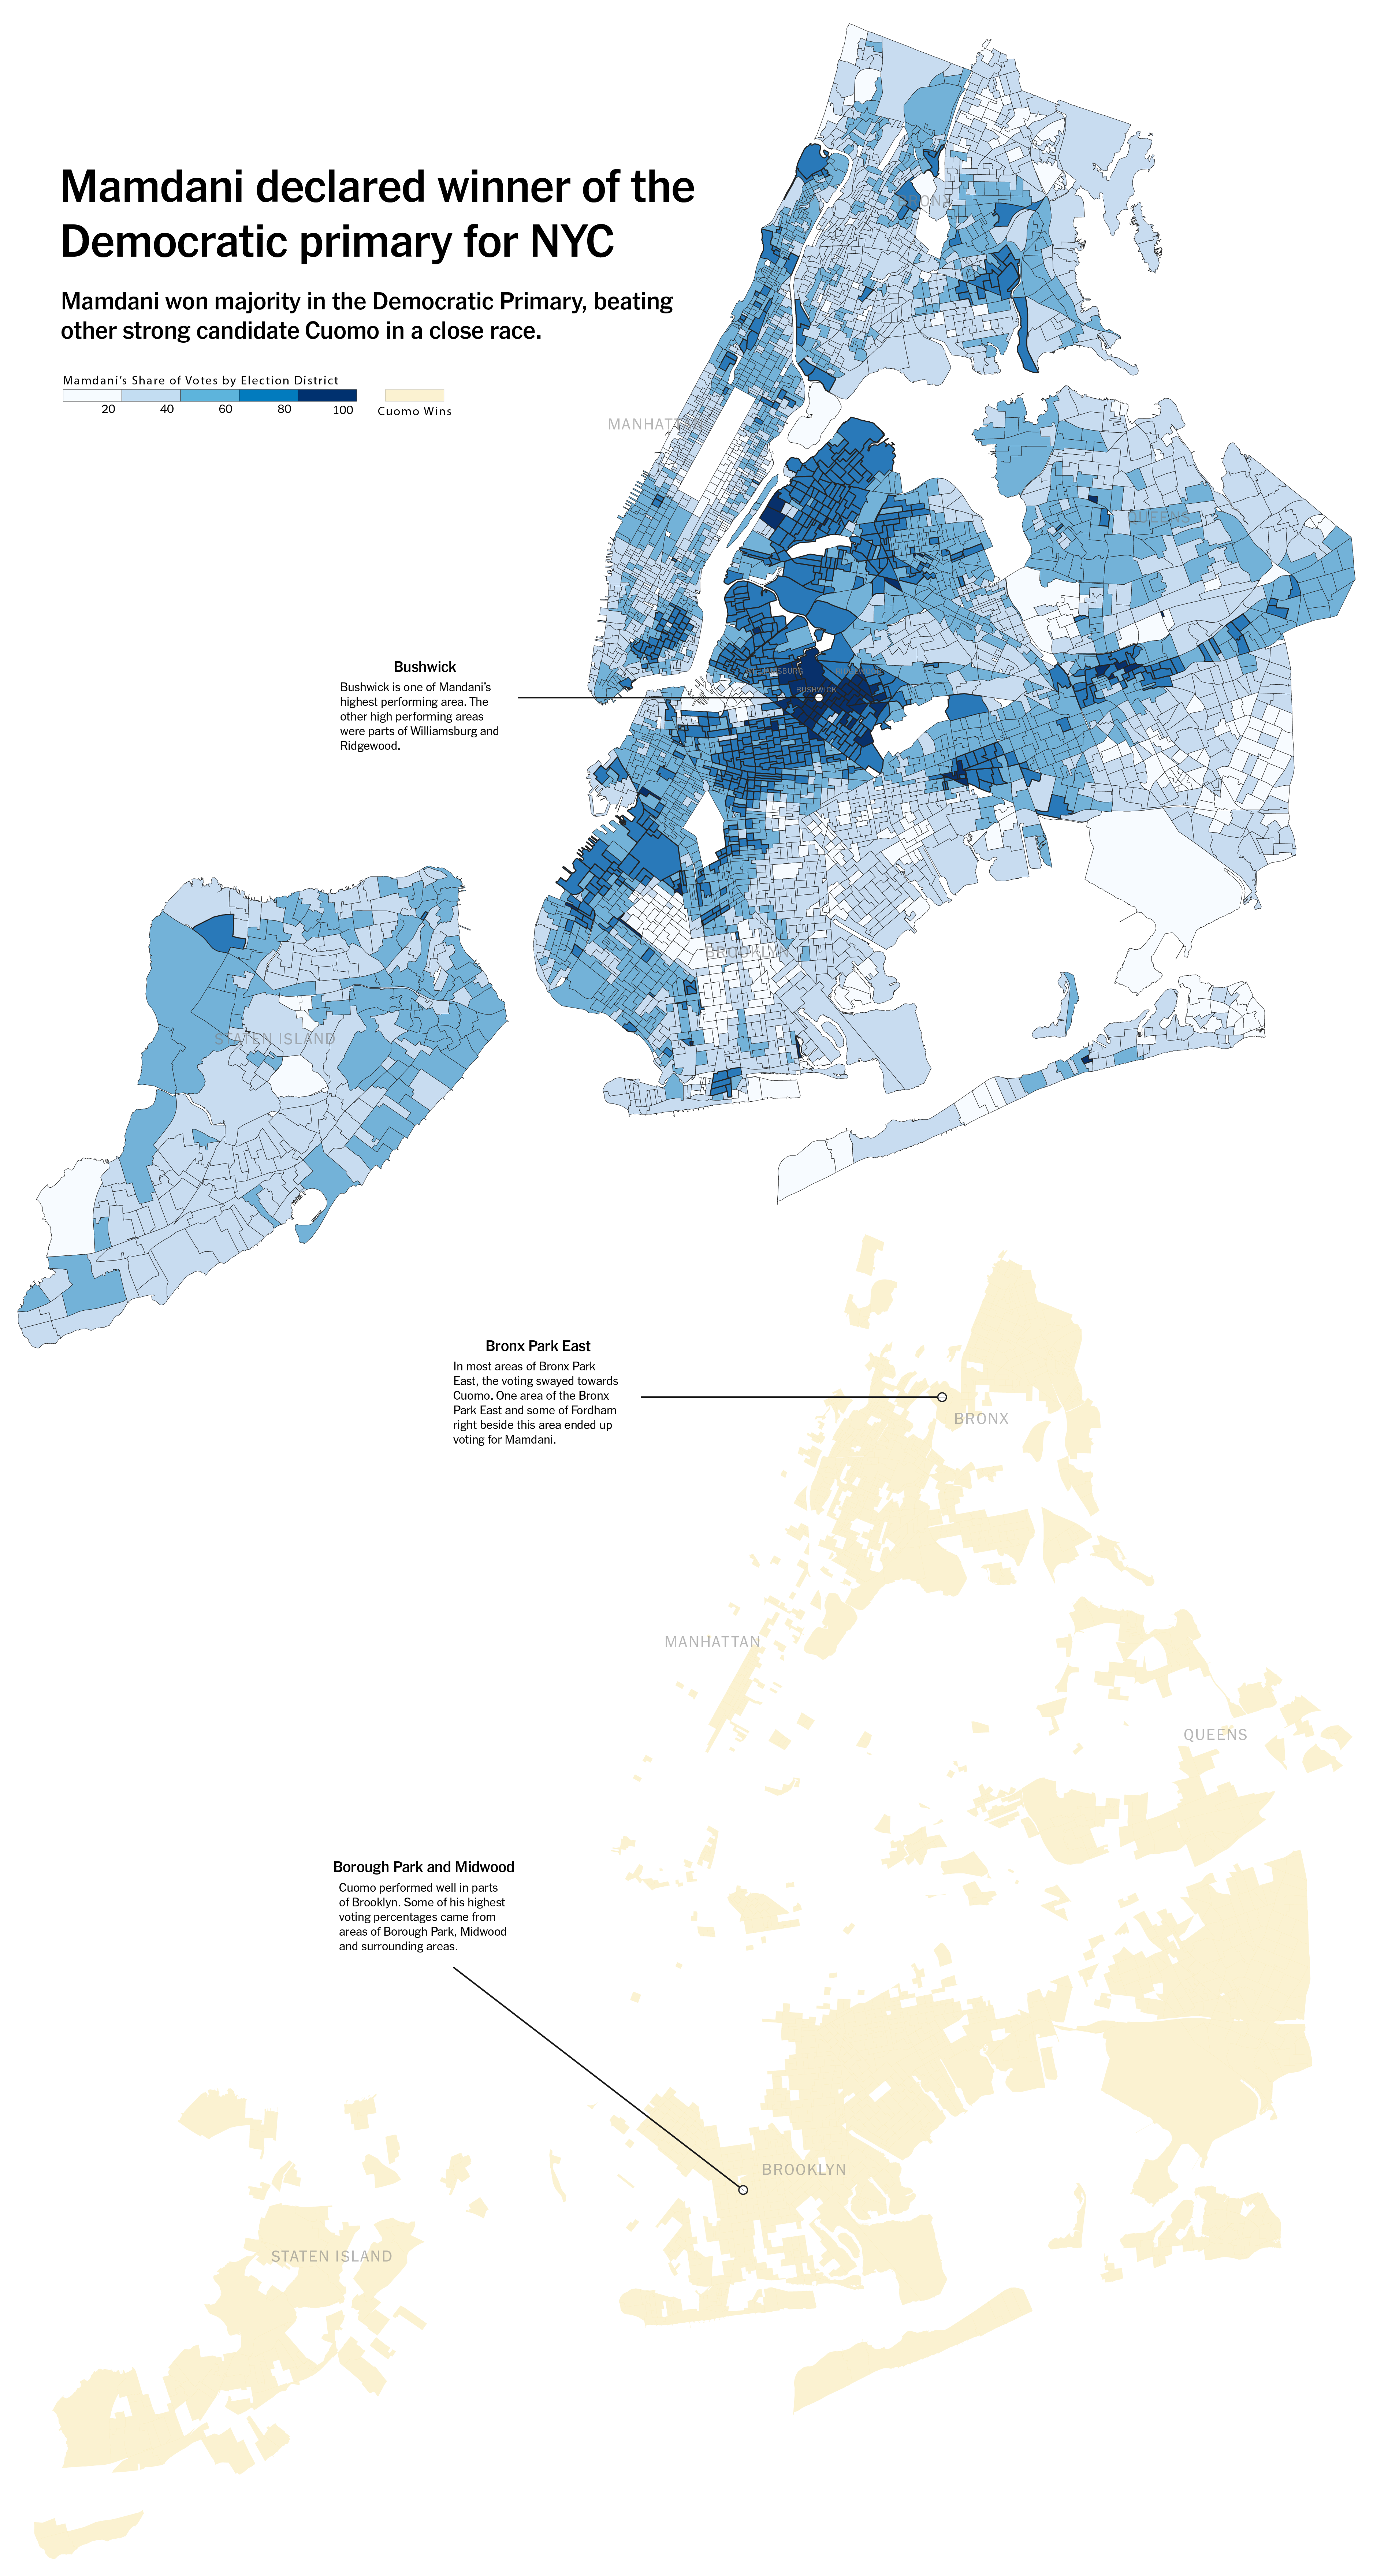 Mamdani declared winner of the
Democratic primary for NYC
Mamdani won majority in the Democratic Primary, beating
other strong candidate Cuomo in a close race.
Mamdani's Share of Votes by Election District
20 40 60 80 100
Cuomo Wins
BRONX
MANHATTAN
QUEENS
Bushwick
Bushwick is one of Mandani's
highest performing area. The
other high performing areas
were parts of Williamsburg and
Ridgewood.
BUSHWICK
BROOKLYN
STATEN ISLAND
Bronx Park East
In most areas of Bronx Park
East, the voting swayed towards
Cuomo. One area of the Bronx
Park East and some of Fordham
right beside this area ended up
voting for Mamdani.
BRONX
MANHATTAN
QUEENS
Borough Park and Midwood
Cuomo performed well in parts
of Brooklyn. Some of his highest
voting percentages came from
areas of Borough Park, Midwood
and surrounding areas.
BROOKLYN
STATEN ISLAND